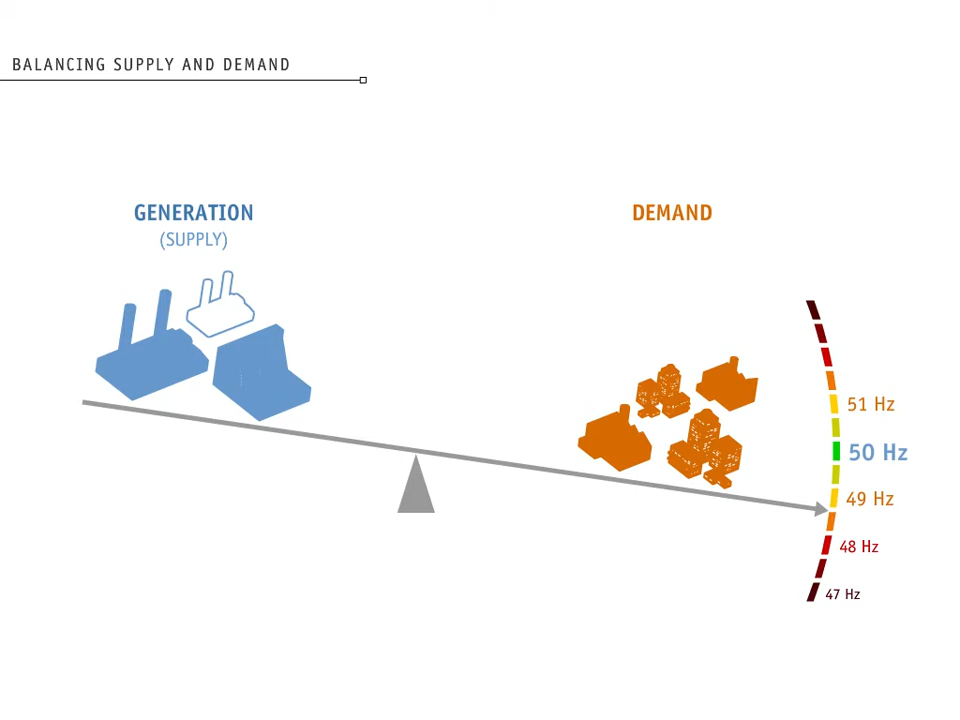 BALANCING SUPPLY AND DEMAND
GENERATION
(SUPPLY)
DEMAND
51 Hz
50 Hz
49 Hz
48 Hz
47 Hz